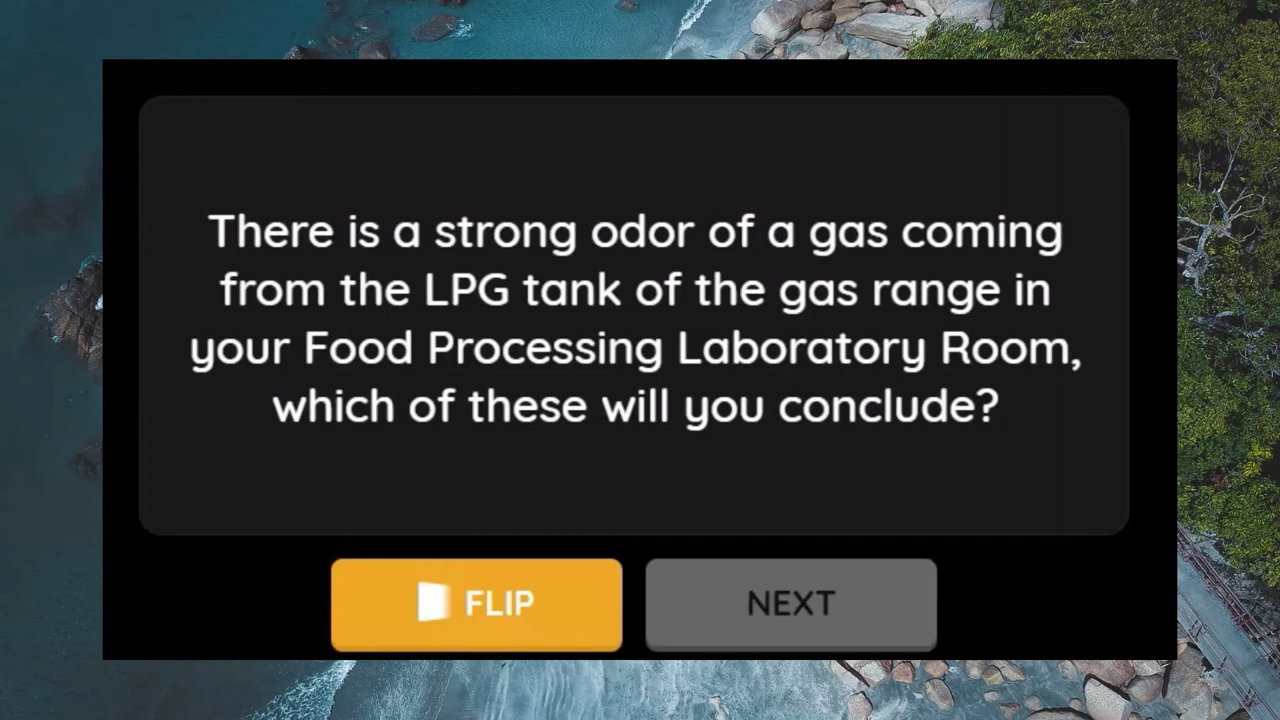 There is a strong odor of a gas coming
from the LPG tank of the gas range in
your Food Processing Laboratory Room,
which of these will you conclude?
FLIP
NEXT